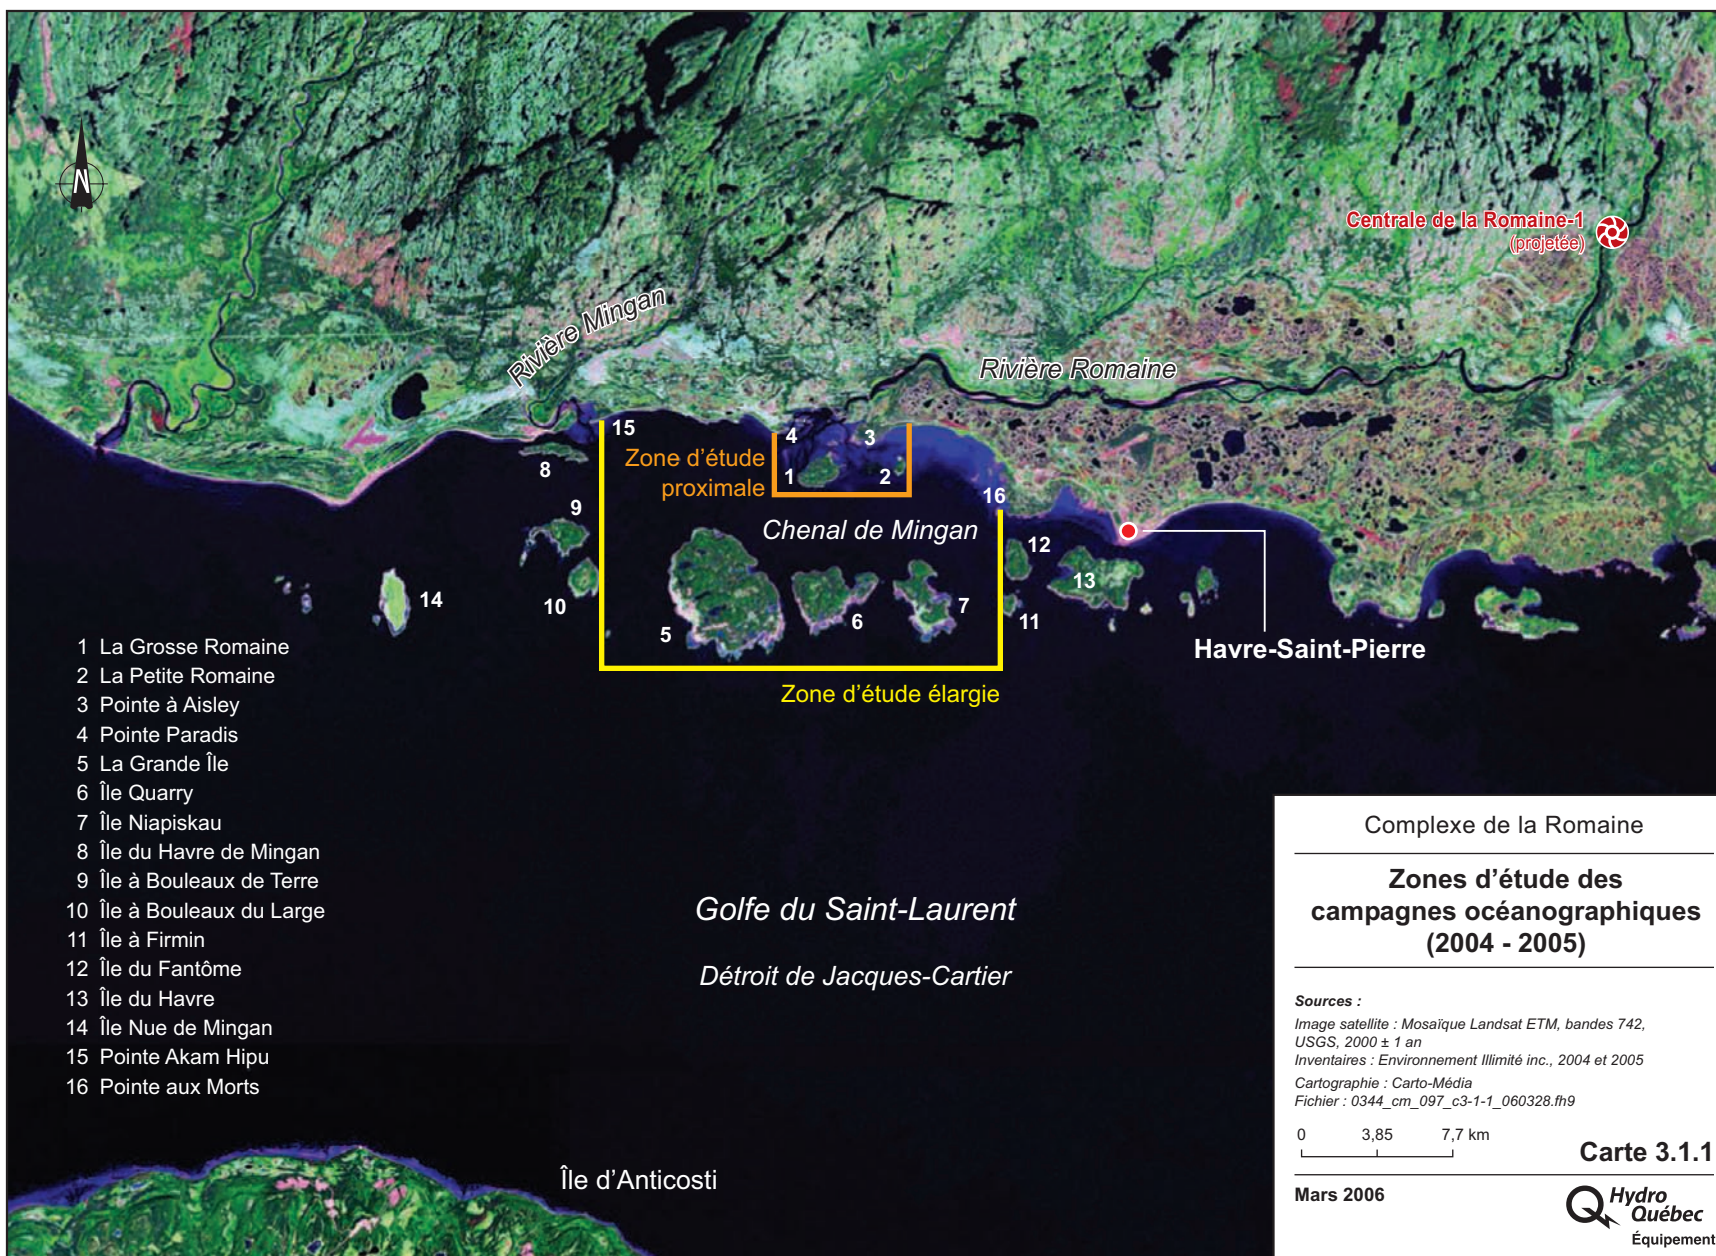 N
Centrale de la Romaine-1
(projetée)
Rivière Mingan
Rivière Romaine
15
4
3
8
Zone d'étude
proximale
1
2
16
9
Chenal de Mingan
12
13
14
10
5
6
7
11
Havre-Saint-Pierre
Zone d'étude élargie
1 La Grosse Romaine
2 La Petite Romaine
3 Pointe à Aisley
4 Pointe Paradis
5 La Grande Île
6 Île Quarry
7 Île Niapiskau
8 Île du Havre de Mingan
9 Île à Bouleaux de Terre
10 Île à Bouleaux du Large
11 Île à Firmin
12 Île du Fantôme
13 Île du Havre
14 Île Nue de Mingan
15 Pointe Akam Hipu
16 Pointe aux Morts
Golfe du Saint-Laurent
Détroit de Jacques-Cartier
Île d'Anticosti
Complexe de la Romaine
Zones d'étude des
campagnes océanographiques
(2004 - 2005)
Sources :
Image satellite : Mosaïque Landsat ETM, bandes 742,
USGS, 2000 ± 1 an
Inventaires : Environnement Illimité inc., 2004 et 2005
Cartographie : Carto-Média
Fichier : 0344_cm_097_c3-1-1_060328.fh9
0 3,85 7,7 km
Carte 3.1.1
Mars 2006
Hydro
Québec
Équipement